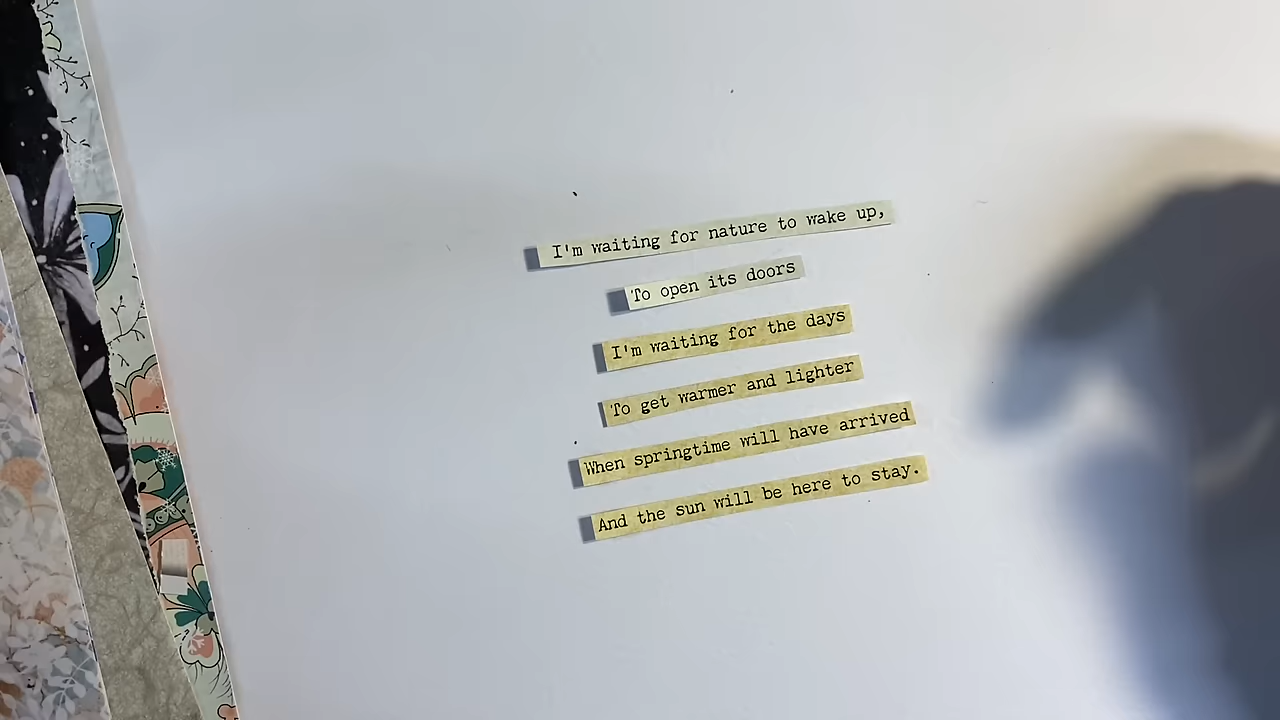 I'm waiting for nature to wake up,
To open its doors
I'm waiting for the days
To get warmer and lighter
When springtime will have arrived
And the sun will be here to stay.